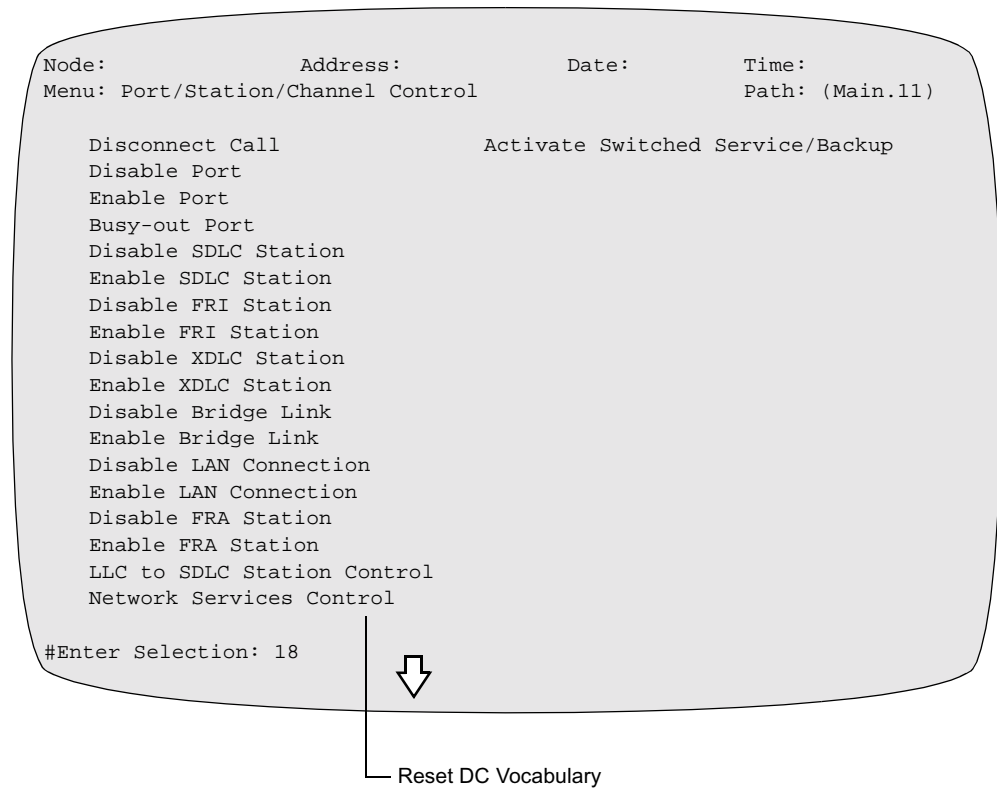 Node: Address: Date: Time:
Menu: Port/Station/Channel Control Path: (Main.11)
Disconnect Call Activate Switched Service/Backup
Disable Port
Enable Port
Busy-out Port
Disable SDLC Station
Enable SDLC Station
Disable FRI Station
Enable FRI Station
Disable XDLC Station
Enable XDLC Station
Disable Bridge Link
Enable Bridge Link
Disable LAN Connection
Enable LAN Connection
Disable FRA Station
Enable FRA Station
LLC to SDLC Station Control
Network Services Control
#Enter Selection: 18
Reset DC Vocabulary